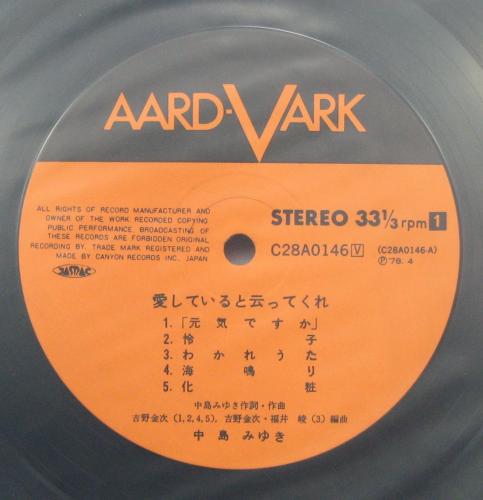 AARD-VARK
ALL RIGHTS OF RECORD MANUFACTURER AND
OWNER OF THE WORK RECORDED COPYING
PUBLIC PERFORMANCE. BROADCASTING OF
THESE RECORDS ARE FORBIDDEN ORIGINAL
RECORDING BY. TRADE MARK REGISTERED AND
MADE BY CANYON RECORDS INC., JAPAN
JASRAC
STEREO 33⅓ rpm 1
C28A0146 V (C28A0146-A)
Ⓟ'78.4
愛していると云ってくれ
1.「元気ですか」
2. 怜子
3. わかれうた
4. 海鳴り
5. 化粧
中島みゆき作詞・作曲
吉野金次(1,2,4,5), 吉野金次・福井 崚(3)編曲
中島みゆき